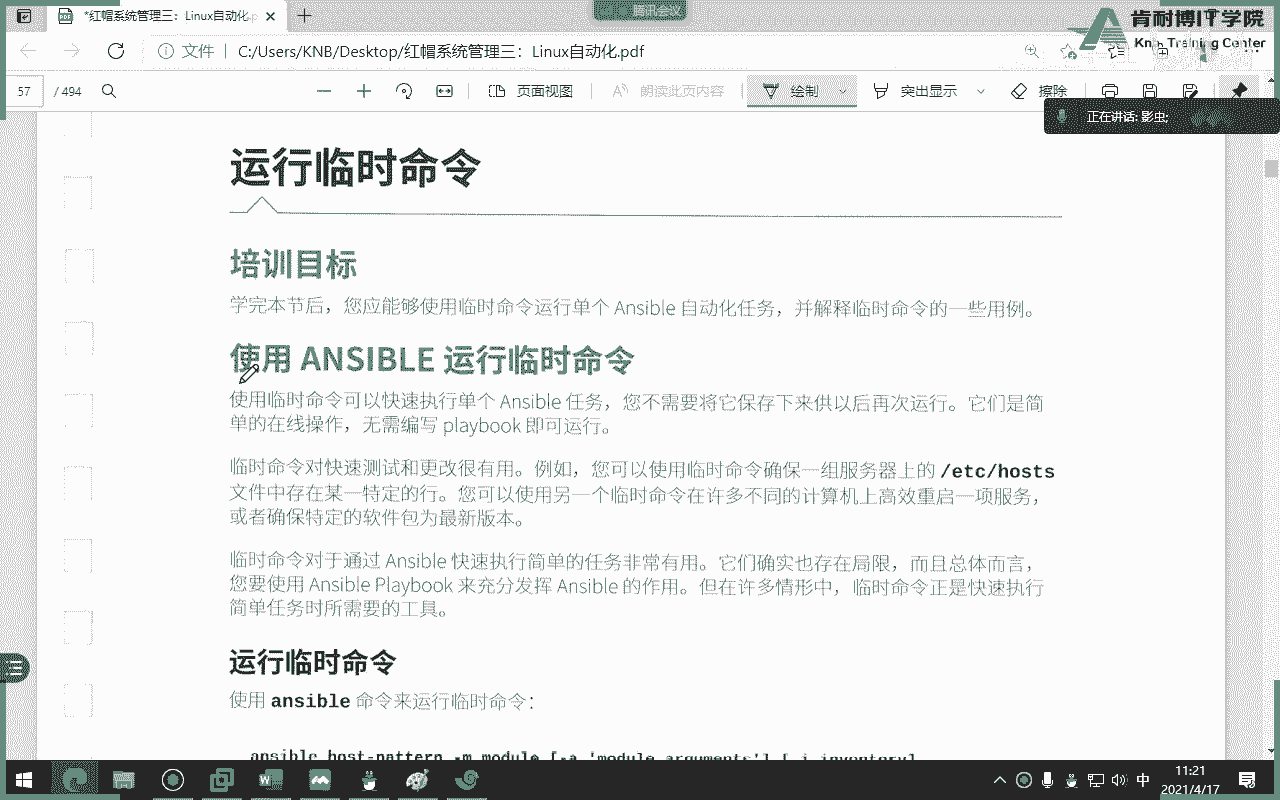 *红帽系统管理三：Linux自动化.p
腾讯会议
肯耐博IT学院
KnB Training Center
文件 | C:/Users/KNB/Desktop/红帽系统管理三：Linux自动化.pdf
57 / 494 页面视图 朗读此页内容 绘制 突出显示 擦除
正在讲话: 影虫;
运行临时命令
培训目标
学完本节后，您应能够使用临时命令运行单个 Ansible 自动化任务，并解释临时命令的一些用例。
使用 ANSIBLE 运行临时命令
使用临时命令可以快速执行单个 Ansible 任务，您不需要将它保存下来供以后再次运行。它们是简
单的在线操作，无需编写 playbook 即可运行。
临时命令对快速测试和更改很有用。例如，您可以使用临时命令确保一组服务器上的 /etc/hosts
文件中存在某一特定的行。您可以使用另一个临时命令在许多不同的计算机上高效重启一项服务，
或者确保特定的软件包为最新版本。
临时命令对于通过 Ansible 快速执行简单的任务非常有用。它们确实也存在局限，而且总体而言，
您要使用 Ansible Playbook 来充分发挥 Ansible 的作用。但在许多情形中，临时命令正是快速执行
简单任务时所需要的工具。
运行临时命令
使用 ansible 命令来运行临时命令：
ansible host-pattern -m module [-a 'module arguments'] [-i inventory]
中
11:21
2021/4/17